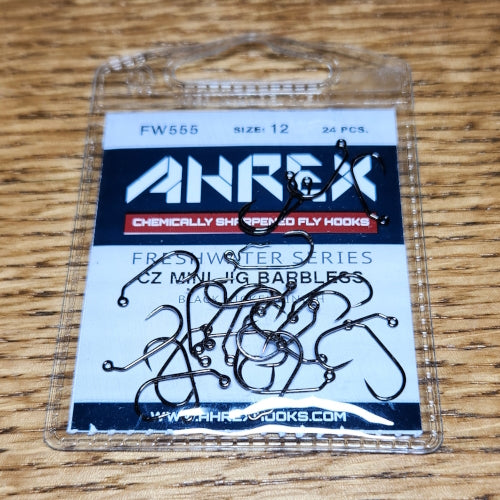 FW555 SIZE: 12 24 PCS.
AHREX
CHEMICALLY SHARPENED FLY HOOKS
FRESHWATER SERIES
CZ MINI JIG BARBLESS
BLACK
WWW.AHREXHOOKS.COM